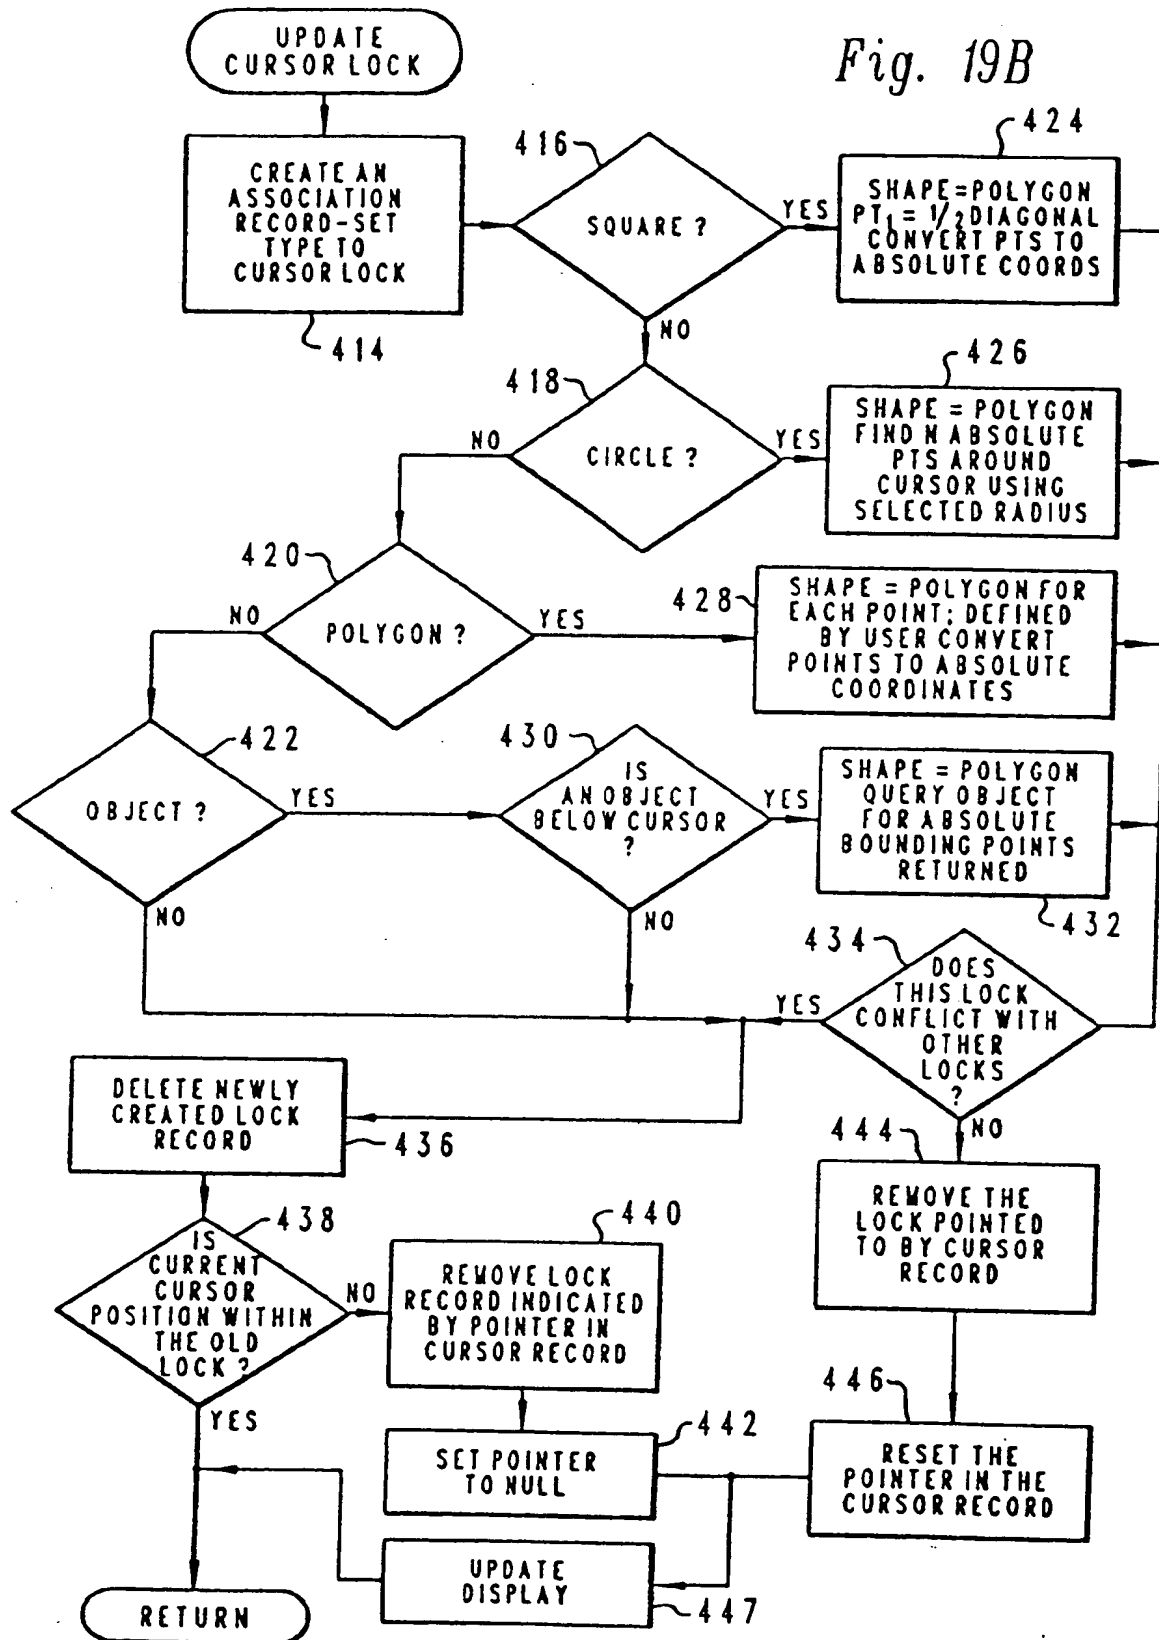 UPDATE
CURSOR LOCK
Fig. 19B
CREATE AN
ASSOCIATION
RECORD-SET
TYPE TO
CURSOR LOCK
414
416
SQUARE ?
YES
NO
424
SHAPE=POLYGON
PT1 = 1/2 DIAGONAL
CONVERT PTS TO
ABSOLUTE COORDS
418
CIRCLE ?
NO
YES
426
SHAPE = POLYGON
FIND N ABSOLUTE
PTS AROUND
CURSOR USING
SELECTED RADIUS
420
POLYGON ?
NO
YES
428
SHAPE = POLYGON FOR
EACH POINT; DEFINED
BY USER CONVERT
POINTS TO ABSOLUTE
COORDINATES
422
OBJECT ?
YES
NO
430
IS
AN OBJECT
BELOW CURSOR
?
YES
NO
SHAPE = POLYGON
QUERY OBJECT
FOR ABSOLUTE
BOUNDING POINTS
RETURNED
432
434
DOES
THIS LOCK
CONFLICT WITH
OTHER
LOCKS
?
YES
NO
DELETE NEWLY
CREATED LOCK
RECORD
436
444
REMOVE THE
LOCK POINTED
TO BY CURSOR
RECORD
438
IS
CURRENT
CURSOR
POSITION WITHIN
THE OLD
LOCK ?
NO
YES
440
REMOVE LOCK
RECORD INDICATED
BY POINTER IN
CURSOR RECORD
442
SET POINTER
TO NULL
446
RESET THE
POINTER IN THE
CURSOR RECORD
UPDATE
DISPLAY
447
RETURN